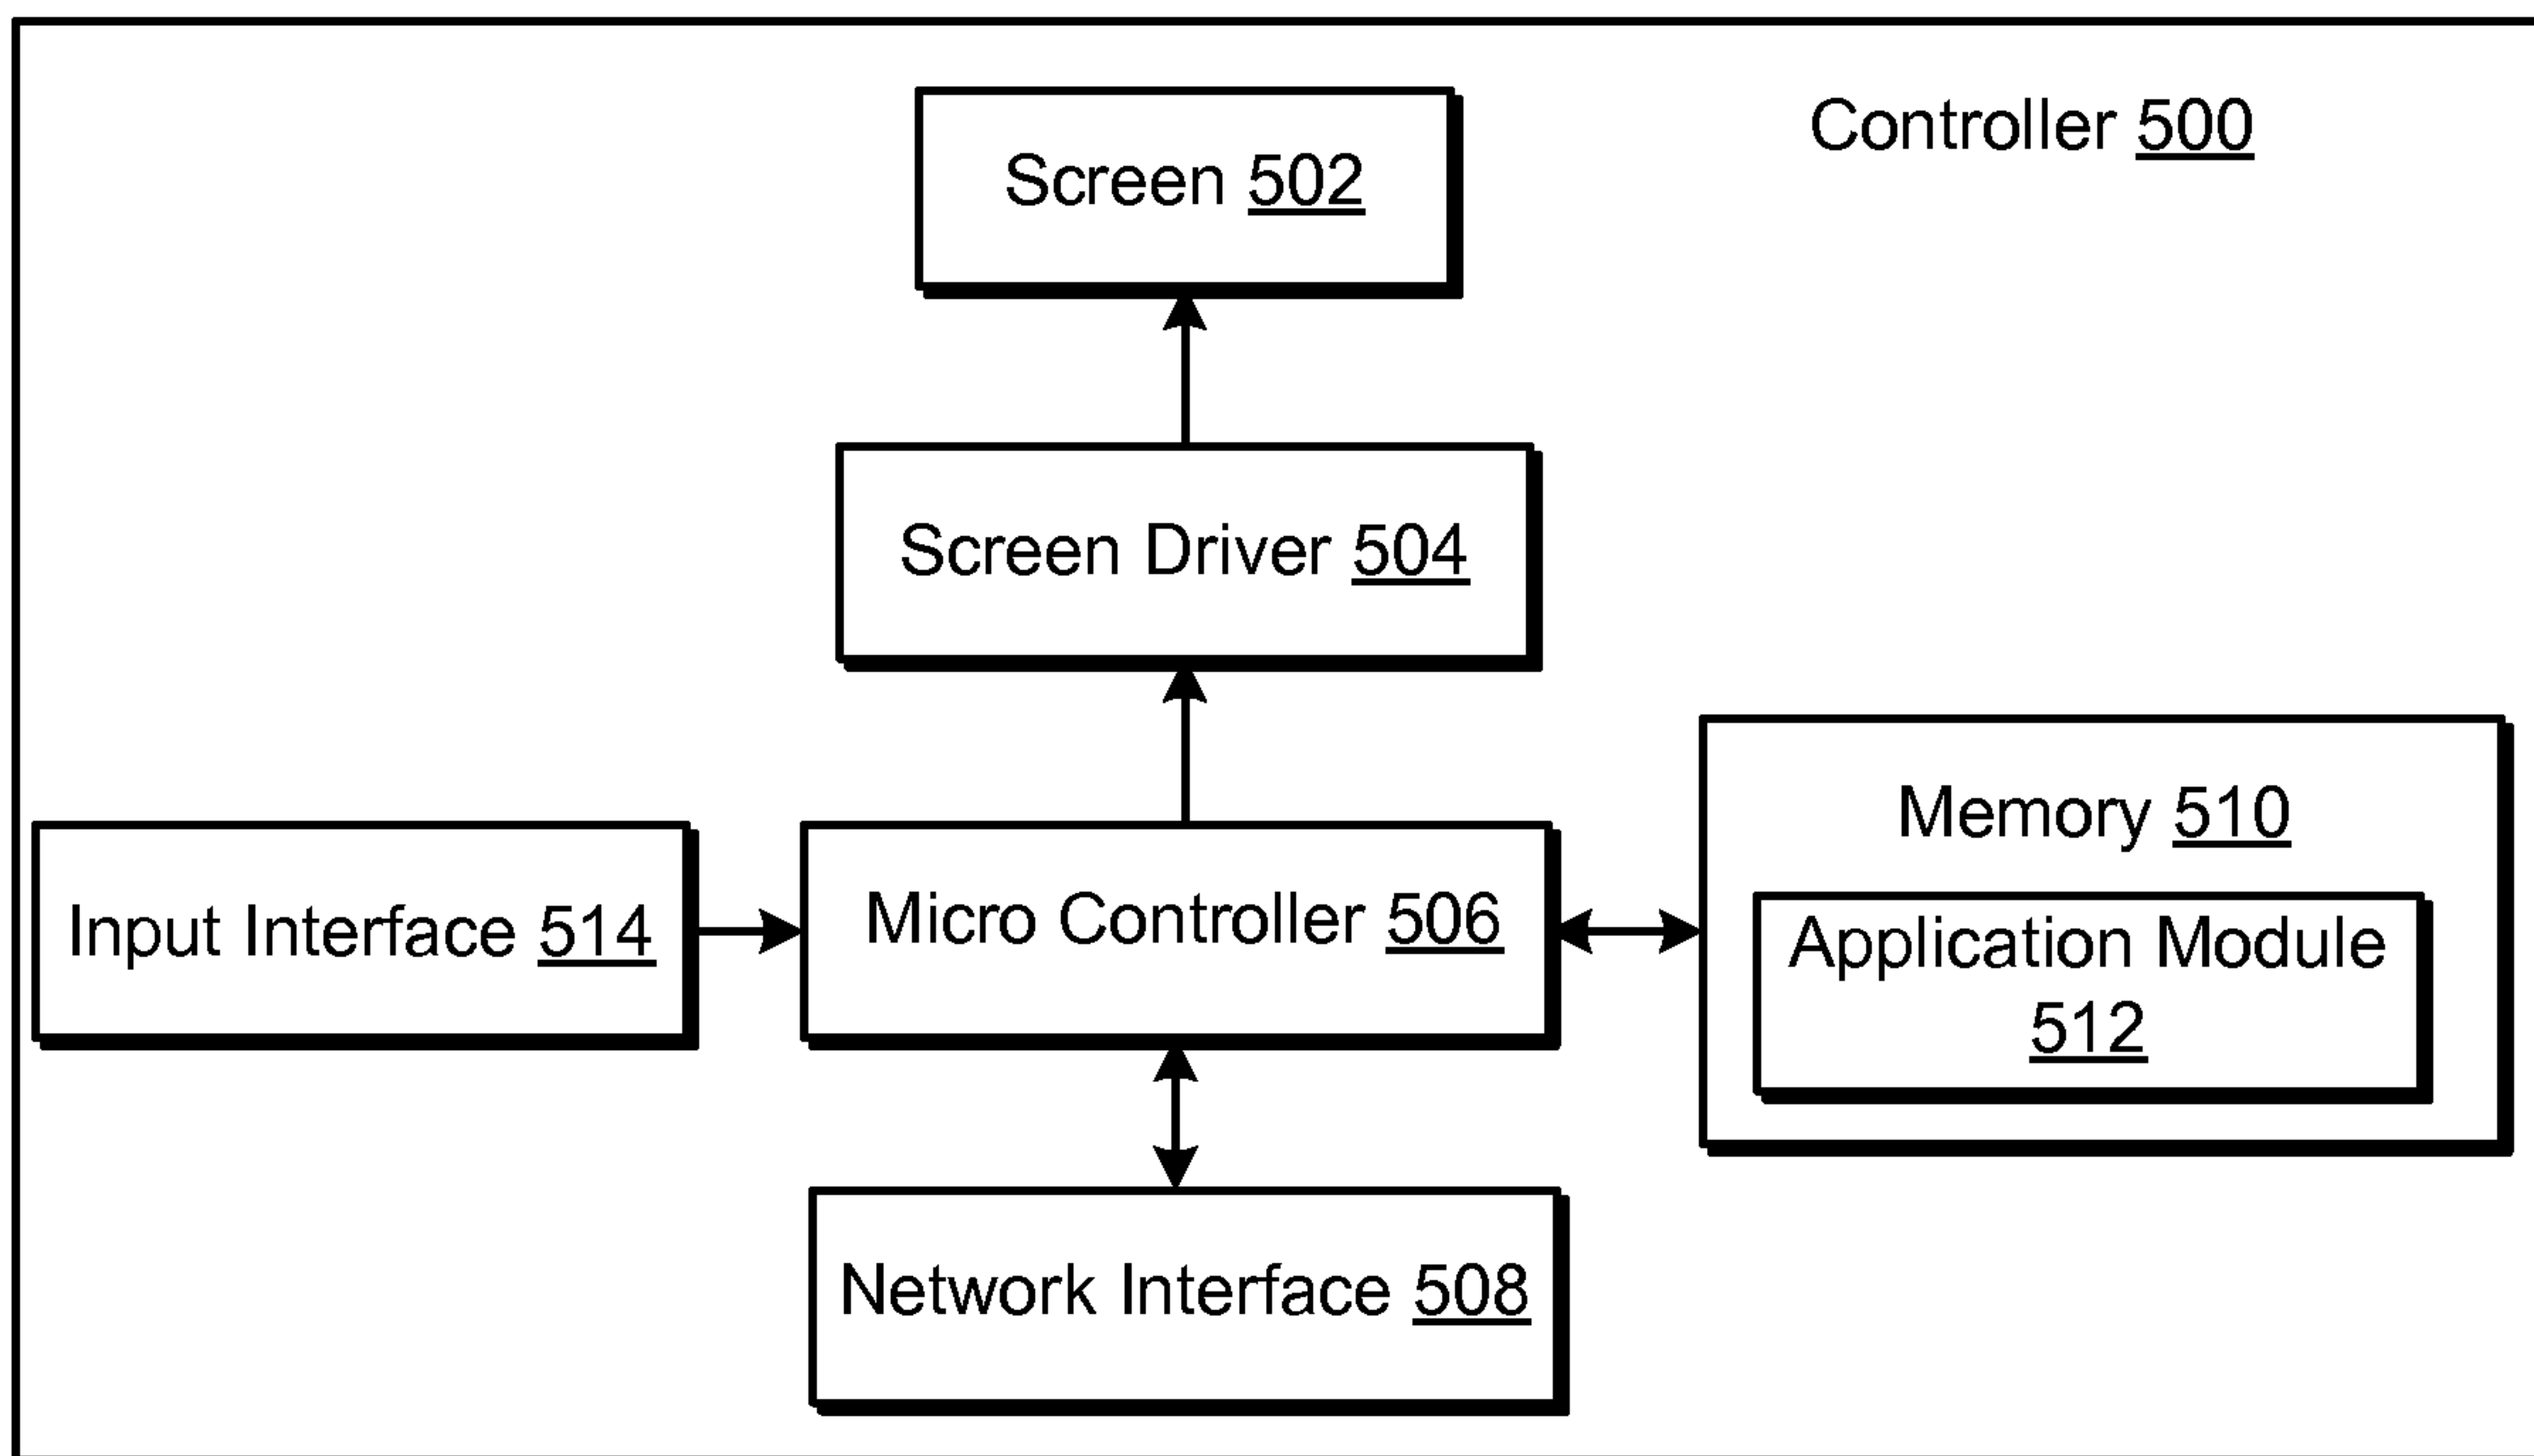 Controller 500
Screen 502
Screen Driver 504
Memory 510
Input Interface 514
Micro Controller 506
Application Module
512
Network Interface 508